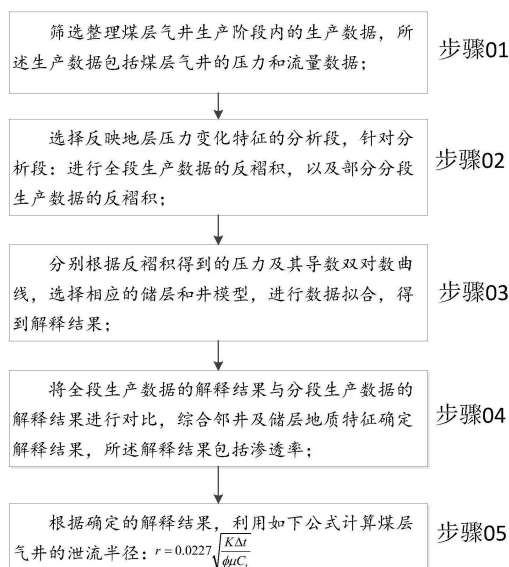 筛选整理煤层气井生产阶段内的生产数据，所
述生产数据包括煤层气井的压力和流量数据；
步骤01
选择反映地层压力变化特征的分析段，针对分
析段：进行全段生产数据的反褶积，以及部分分段
生产数据的反褶积；
步骤02
分别根据反褶积得到的压力及其导数双对数曲
线，选择相应的储层和井模型，进行数据拟合，得
到解释结果；
步骤03
将全段生产数据的解释结果与分段生产数据的
解释结果进行对比，综合邻井及储层地质特征确定
解释结果，所述解释结果包括渗透率；
步骤04
根据确定的解释结果，利用如下公式计算煤层
气井的泄流半径：r = 0.0227√(KΔt/ϕμCₜ)
步骤05